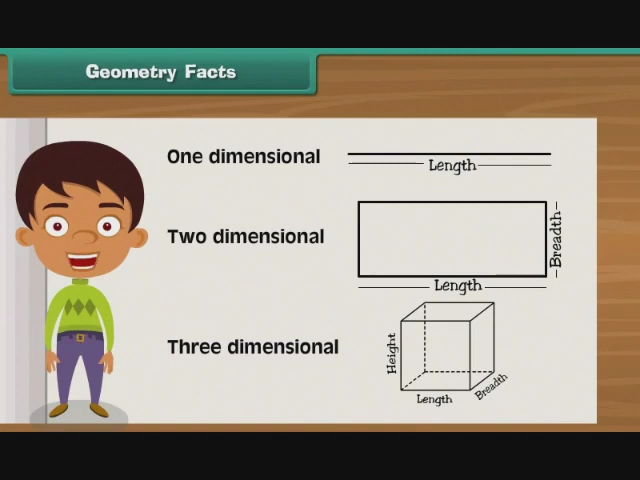 Geometry Facts
One dimensional
Length
Two dimensional
Breadth
Length
Three dimensional
Height
Length
Breadth